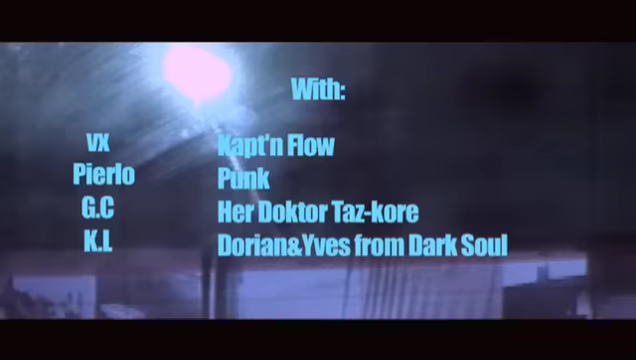 With:
VX Kapt'n Flow
Pierlo Punk
G.C Her Doktor Taz-kore
K.L Dorian&Yves from Dark Soul